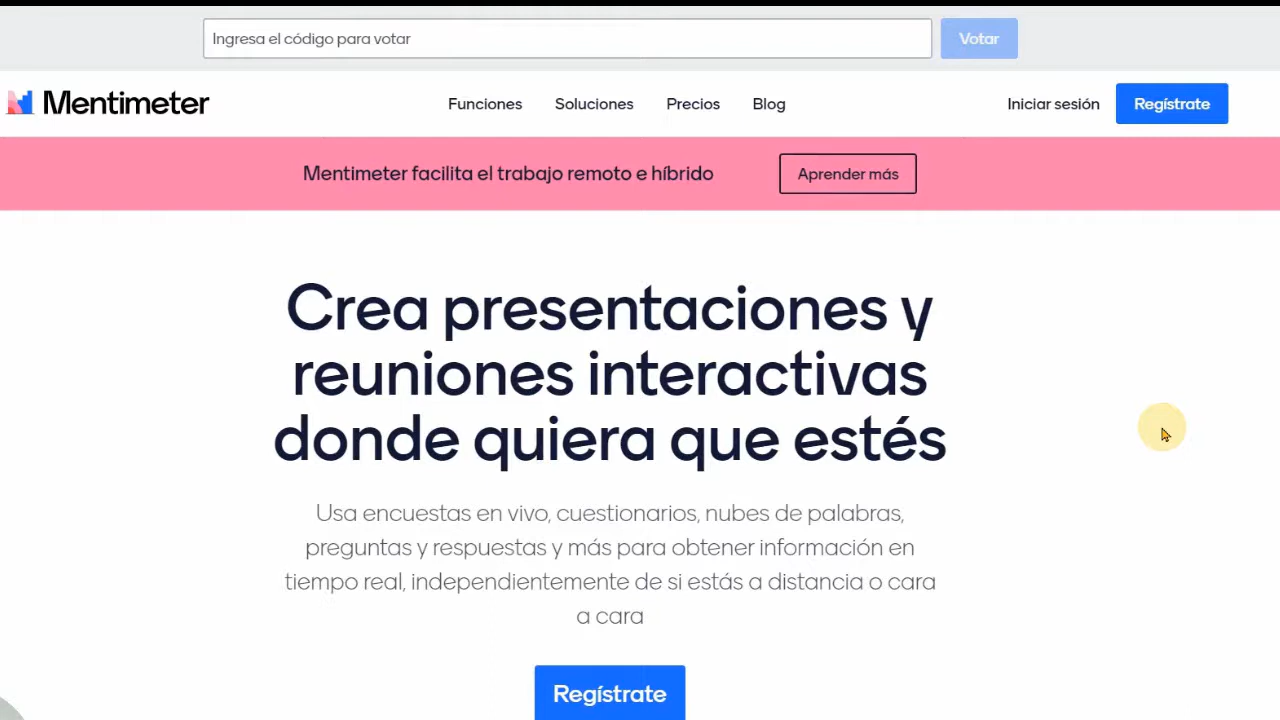 Ingresa el código para votar
Votar
Mentimeter
Funciones
Soluciones
Precios
Blog
Iniciar sesión
Regístrate
Mentimeter facilita el trabajo remoto e híbrido
Aprender más
Crea presentaciones y
reuniones interactivas
donde quiera que estés
Usa encuestas en vivo, cuestionarios, nubes de palabras,
preguntas y respuestas y más para obtener información en
tiempo real, independientemente de si estás a distancia o cara
a cara
Regístrate